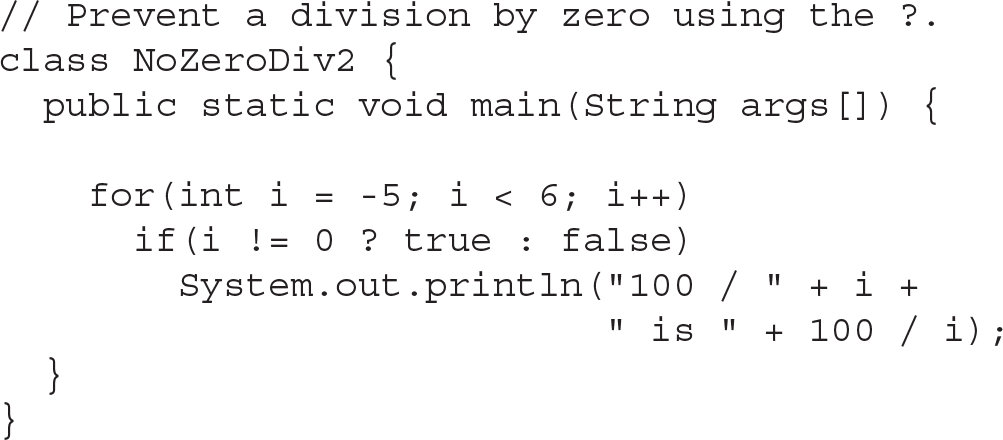 // Prevent a division by zero using the ?.
class NoZeroDiv2 {
  public static void main(String args[]) {

    for(int i = -5; i < 6; i++)
      if(i != 0 ? true : false)
        System.out.println("100 / " + i +
                           " is " + 100 / i);
  }
}